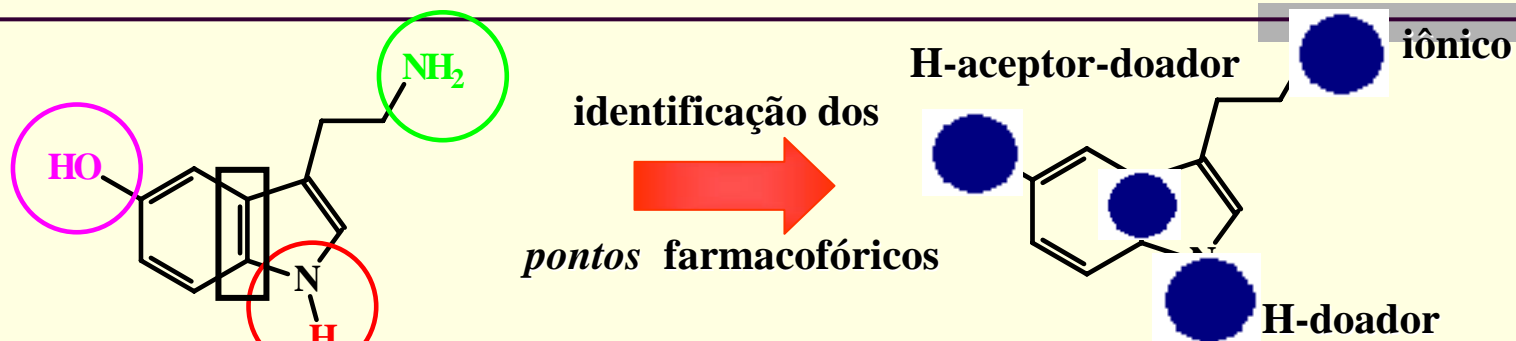 NH2
HO
N
H
identificação dos
pontos farmacofóricos
H-aceptor-doador
iônico
H-doador